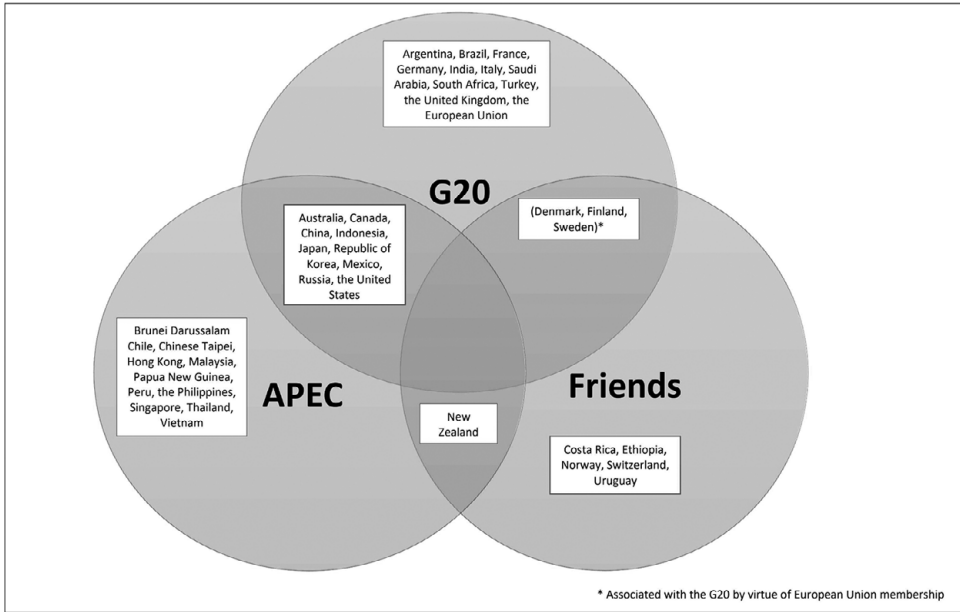 Argentina, Brazil, France,
Germany, India, Italy, Saudi
Arabia, South Africa, Turkey,
the United Kingdom, the
European Union
G20
(Denmark, Finland,
Sweden)*
Australia, Canada,
China, Indonesia,
Japan, Republic of
Korea, Mexico,
Russia, the United
States
Brunei Darussalam
Chile, Chinese Taipei,
Hong Kong, Malaysia,
Papua New Guinea,
Peru, the Philippines,
Singapore, Thailand,
Vietnam
APEC
Friends
New
Zealand
Costa Rica, Ethiopia,
Norway, Switzerland,
Uruguay
* Associated with the G20 by virtue of European Union membership